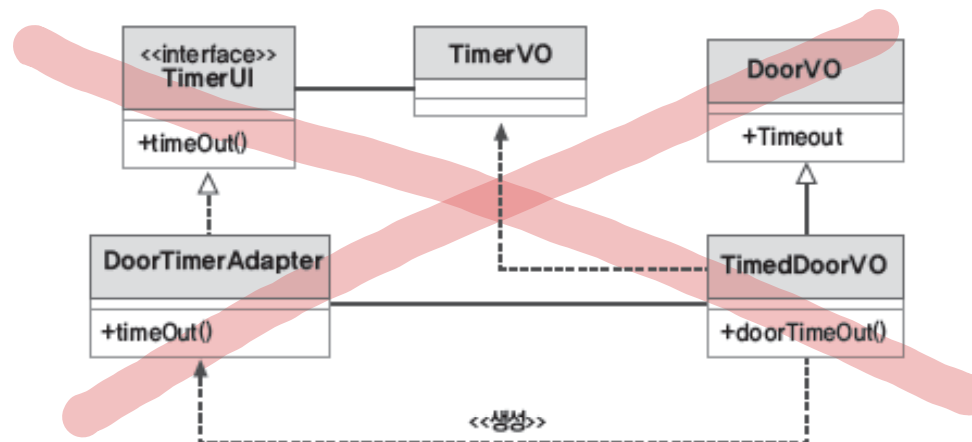 <<interface>>
TimerUI
+timeOut()
TimerVO
DoorVO
+Timeout
DoorTimerAdapter
+timeOut()
TimedDoorVO
+doorTimeOut()
<<생성>>